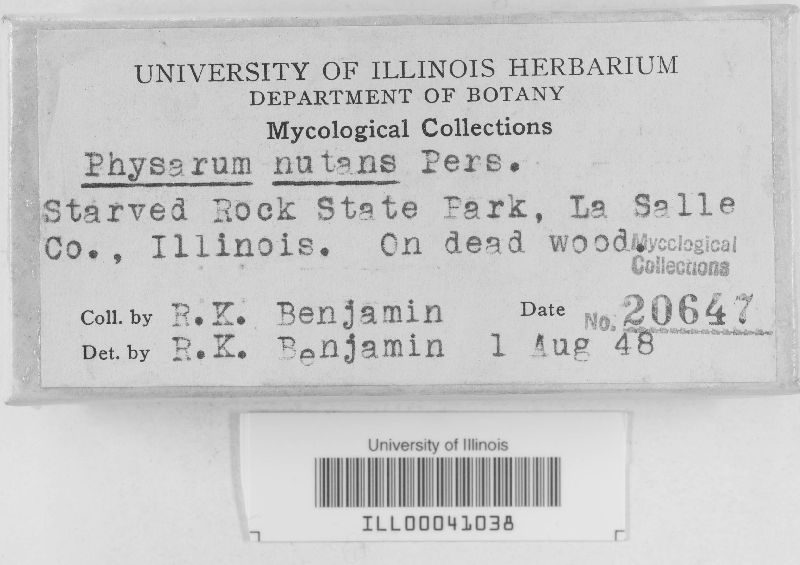 UNIVERSITY OF ILLINOIS HERBARIUM
DEPARTMENT OF BOTANY
Mycological Collections
Physarum nutans Pers.
Starved Rock State Park, La Salle
Co., Illinois. On dead wood.
Mycological
Collections
No. 20647
Coll. by R.K. Benjamin Date
Det. by R.K. Benjamin 1 Aug 48
University of Illinois
ILL00041038